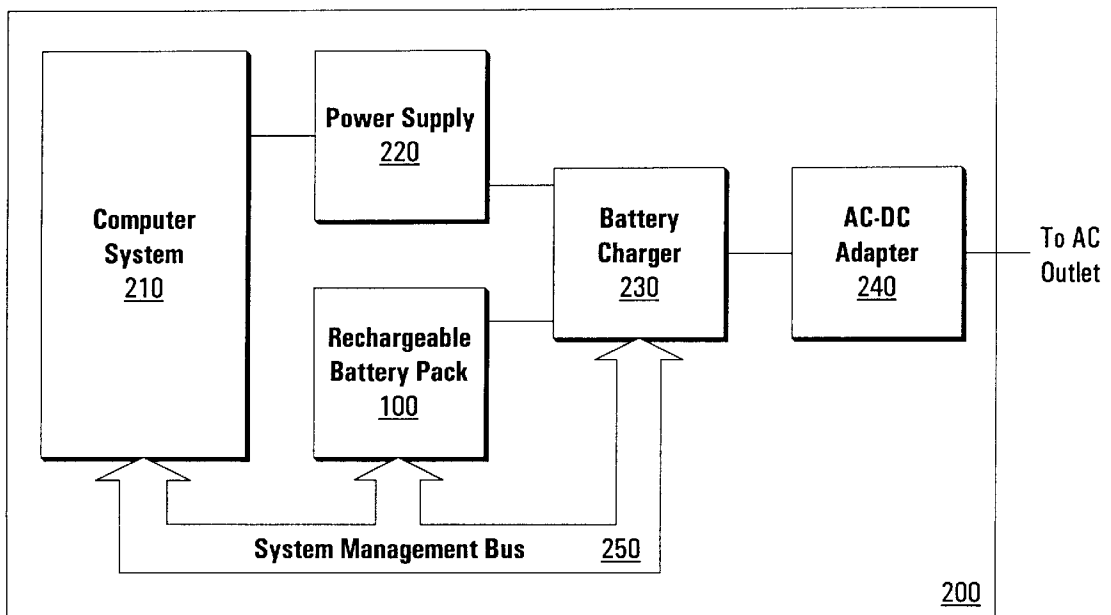 Computer
System
210
Power Supply
220
Rechargeable
Battery Pack
100
Battery
Charger
230
AC-DC
Adapter
240
To AC
Outlet
System Management Bus 250
200